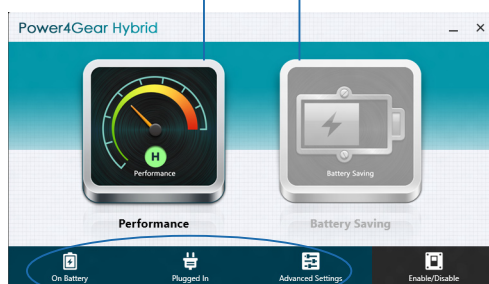 Power4Gear Hybrid
H
Performance
Battery Saving
Performance
Battery Saving
On Battery
Plugged In
Advanced Settings
Enable/Disable